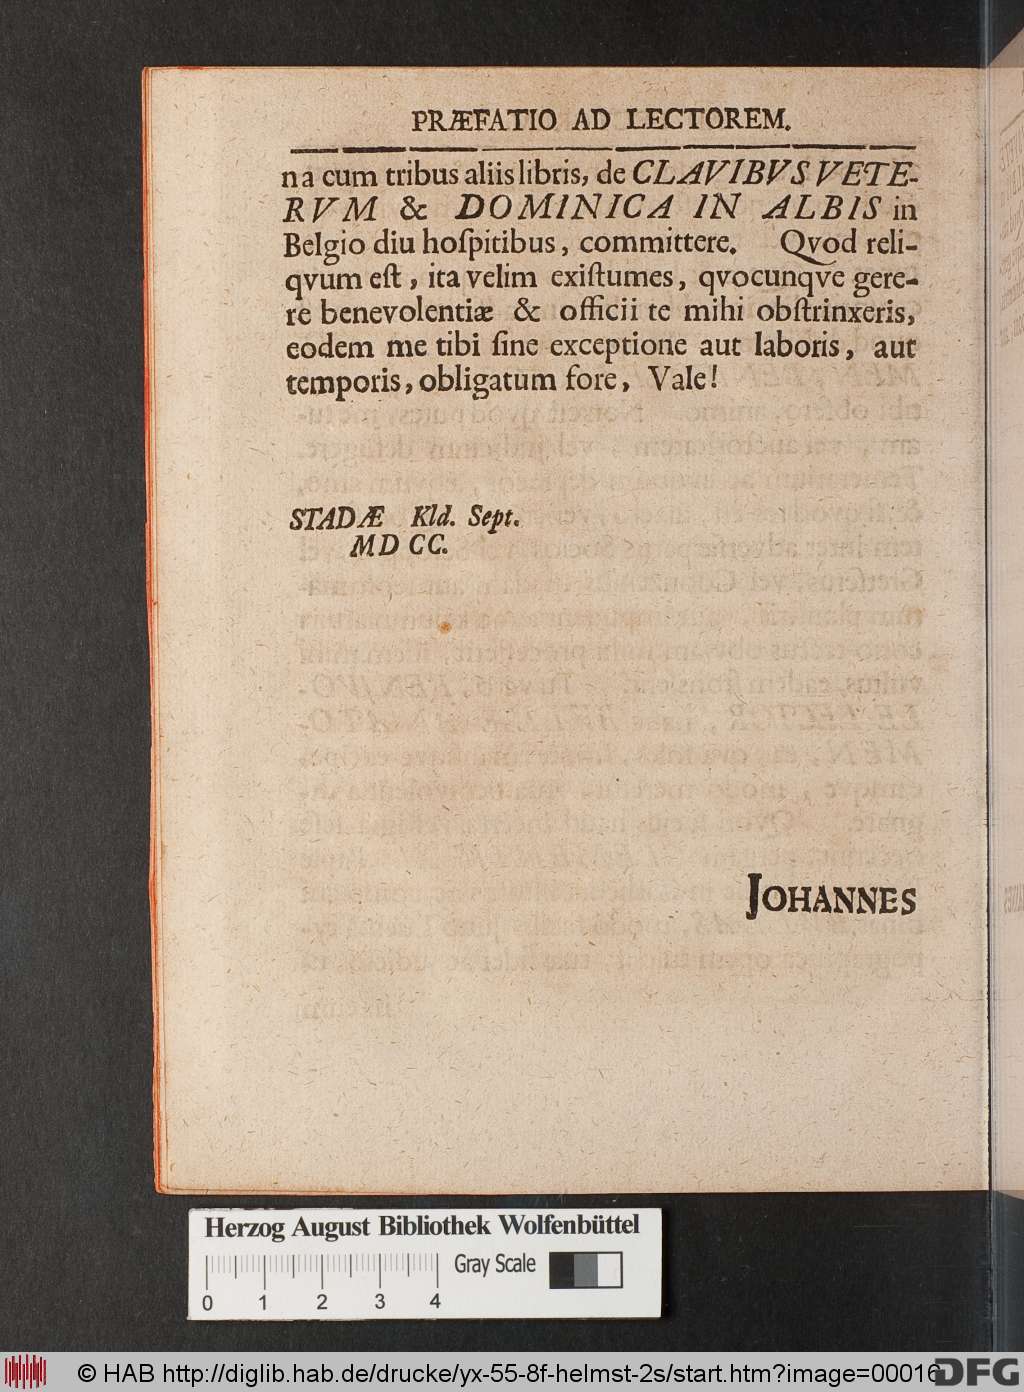 PRÆFATIO AD LECTOREM.
na cum tribus aliis libris, de CLAVIBVS VETE-
RVM & DOMINICA IN ALBIS in
Belgio diu hoſpitibus, committere. Qvod reli-
qvum eſt, ita velim exiſtumes, qvocunqve gere-
re benevolentiæ & officii te mihi obſtrinxeris,
eodem me tibi ſine exceptione aut laboris, aut
temporis, obligatum fore, Vale!
STADÆ Kld. Sept.
MD CC.
JOHANNES
Herzog August Bibliothek Wolfenbüttel
Gray Scale
0 1 2 3 4
© HAB http://diglib.hab.de/drucke/yx-55-8f-helmst-2s/start.htm?image=00016
DFG